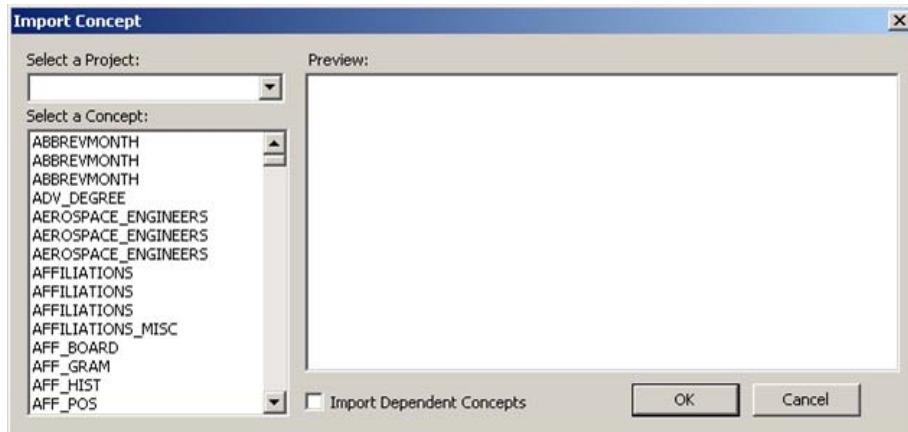 Import Concept
Select a Project:
Select a Concept:
ABBREVMONTH
ABBREVMONTH
ABBREVMONTH
ADV_DEGREE
AEROSPACE_ENGINEERS
AEROSPACE_ENGINEERS
AEROSPACE_ENGINEERS
AFFILIATIONS
AFFILIATIONS
AFFILIATIONS
AFFILIATIONS_MISC
AFF_BOARD
AFF_GRAM
AFF_HIST
AFF_POS
Preview:
Import Dependent Concepts
OK
Cancel